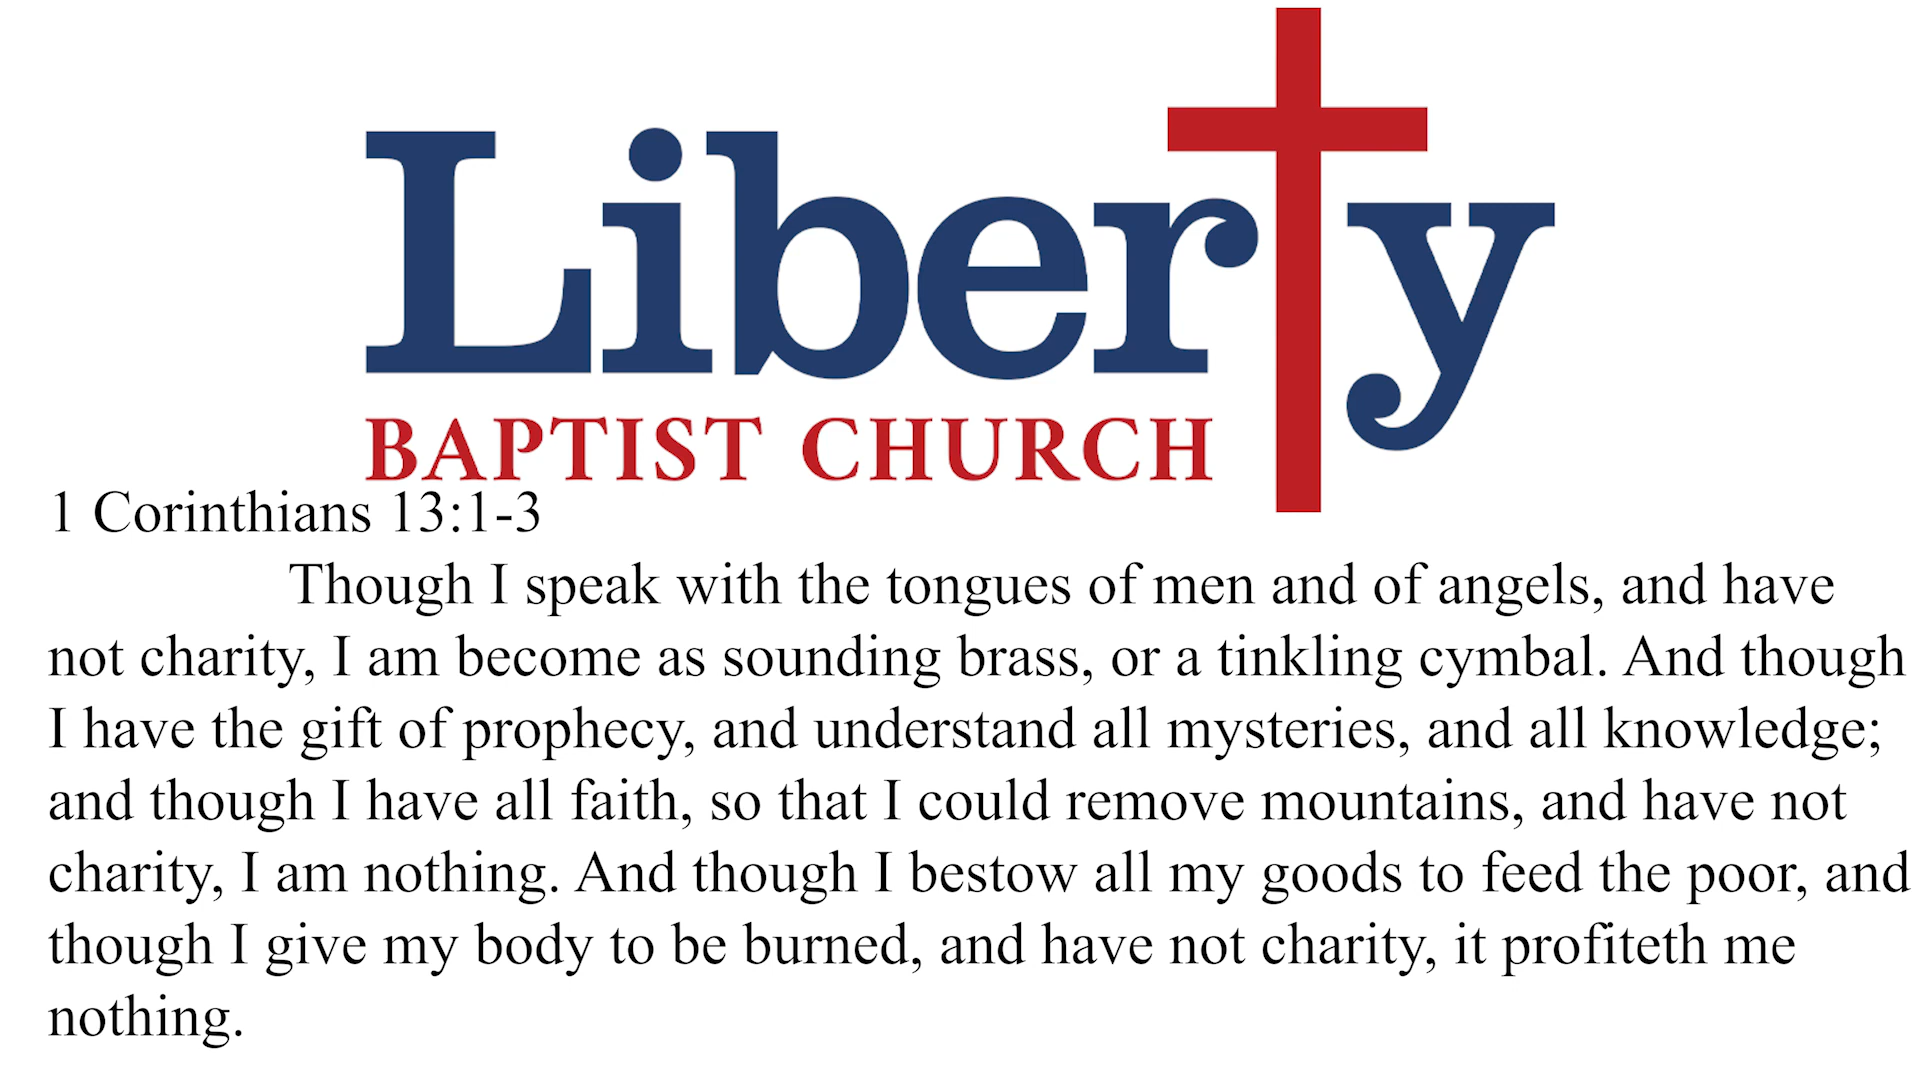 Liberty
BAPTIST CHURCH
1 Corinthians 13:1-3
Though I speak with the tongues of men and of angels, and have
not charity, I am become as sounding brass, or a tinkling cymbal. And though
I have the gift of prophecy, and understand all mysteries, and all knowledge;
and though I have all faith, so that I could remove mountains, and have not
charity, I am nothing. And though I bestow all my goods to feed the poor, and
though I give my body to be burned, and have not charity, it profiteth me
nothing.